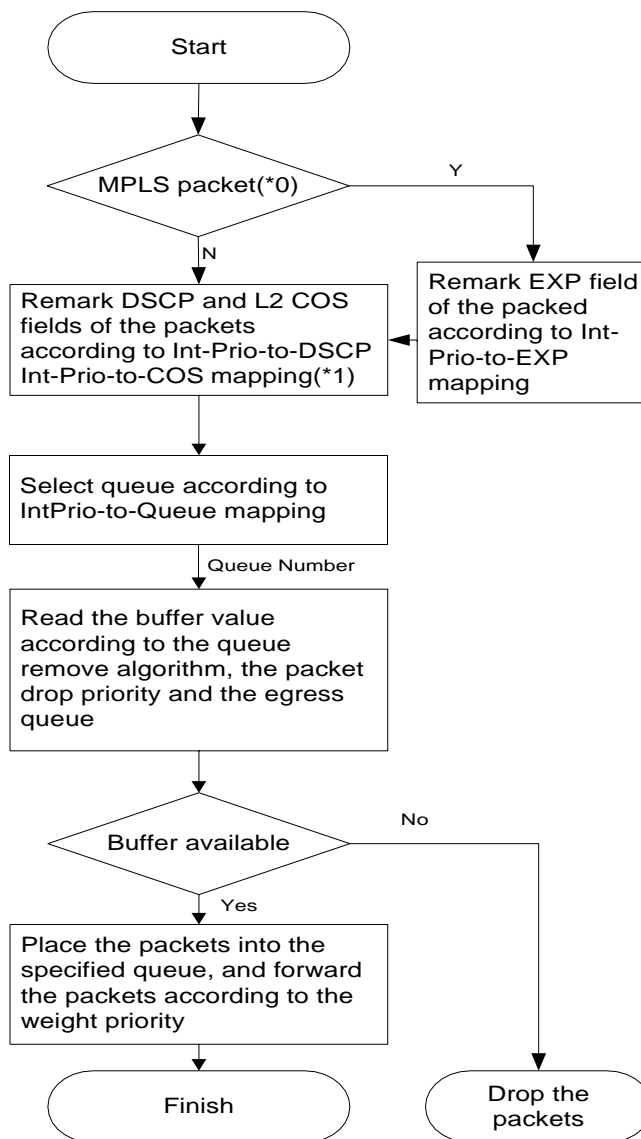 Start
MPLS packet(*0)
Y
N
Remark DSCP and L2 COS
fields of the packets
according to Int-Prio-to-DSCP
Int-Prio-to-COS mapping(*1)
Remark EXP field
of the packed
according to Int-
Prio-to-EXP
mapping
Select queue according to
IntPrio-to-Queue mapping
Queue Number
Read the buffer value
according to the queue
remove algorithm, the packet
drop priority and the egress
queue
Buffer available
No
Yes
Place the packets into the
specified queue, and forward
the packets according to the
weight priority
Finish
Drop the
packets